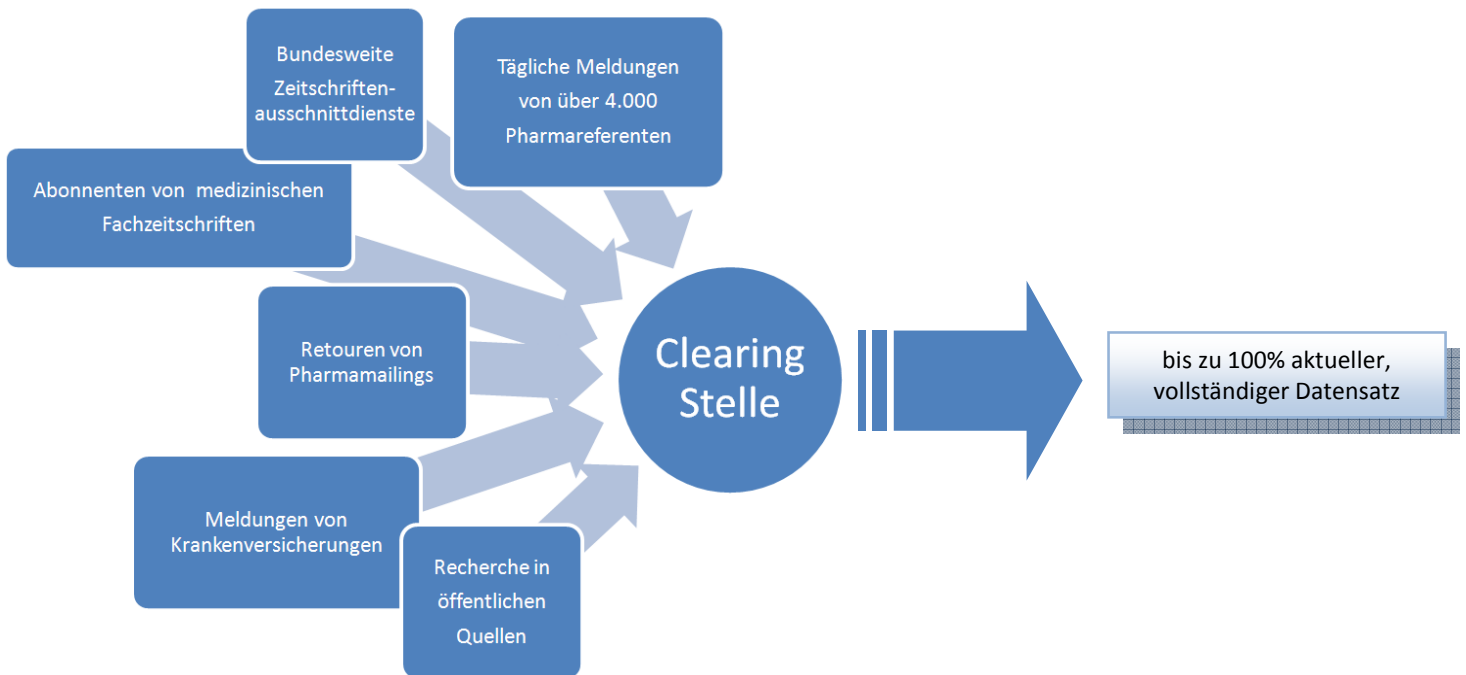 Bundesweite
Zeitschriften-
ausschnittdienste
Tägliche Meldungen
von über 4.000
Pharmareferenten
Abonnenten von medizinischen
Fachzeitschriften
Retouren von
Pharmamailings
Meldungen von
Krankenversicherungen
Recherche in
öffentlichen
Quellen
Clearing
Stelle
bis zu 100% aktueller,
vollständiger Datensatz